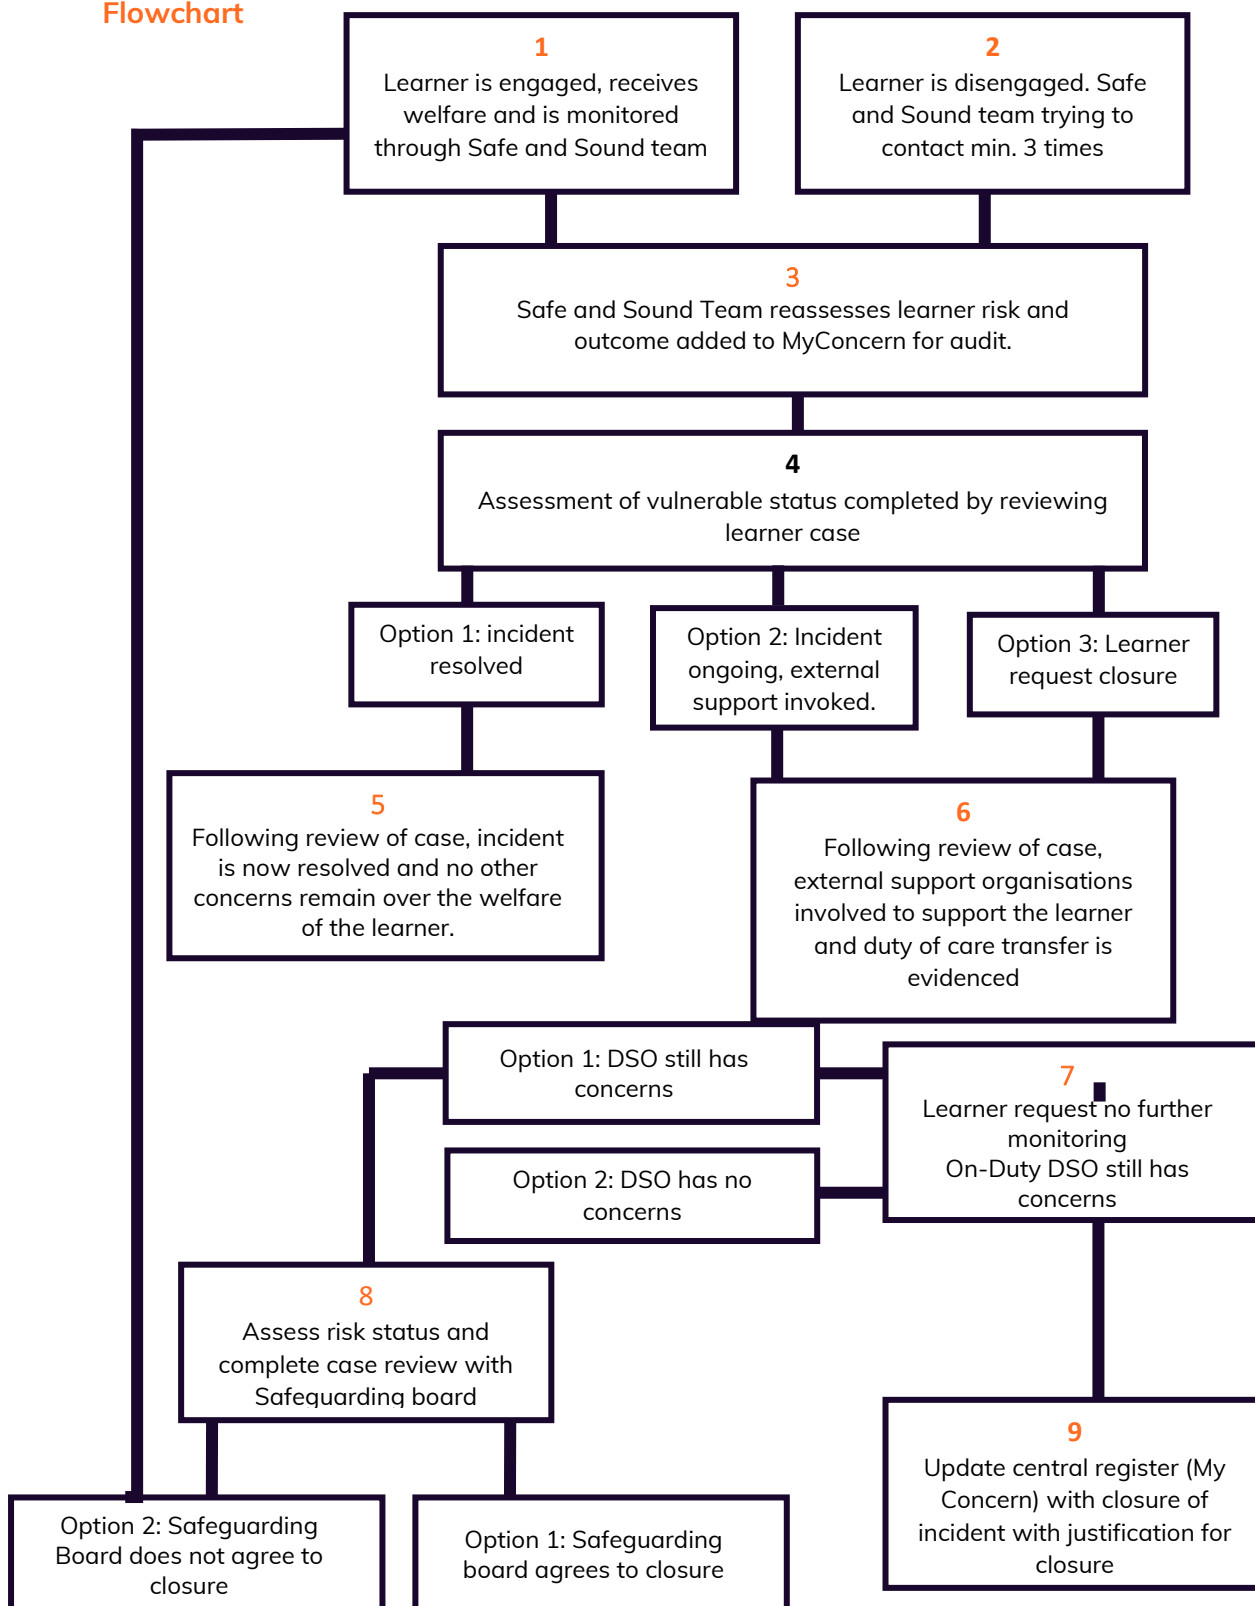 Flowchart
1
Learner is engaged, receives
welfare and is monitored
through Safe and Sound team
2
Learner is disengaged. Safe
and Sound team trying to
contact min. 3 times
3
Safe and Sound Team reassesses learner risk and
outcome added to MyConcern for audit.
4
Assessment of vulnerable status completed by reviewing
learner case
Option 1: incident
resolved
Option 2: Incident
ongoing, external
support invoked.
Option 3: Learner
request closure
5
Following review of case, incident
is now resolved and no other
concerns remain over the welfare
of the learner.
6
Following review of case,
external support organisations
involved to support the learner
and duty of care transfer is
evidenced
Option 1: DSO still has
concerns
7
Learner request no further
monitoring
On-Duty DSO still has
concerns
Option 2: DSO has no
concerns
8
Assess risk status and
complete case review with
Safeguarding board
9
Update central register (My
Concern) with closure of
incident with justification for
closure
Option 2: Safeguarding
Board does not agree to
closure
Option 1: Safeguarding
board agrees to closure